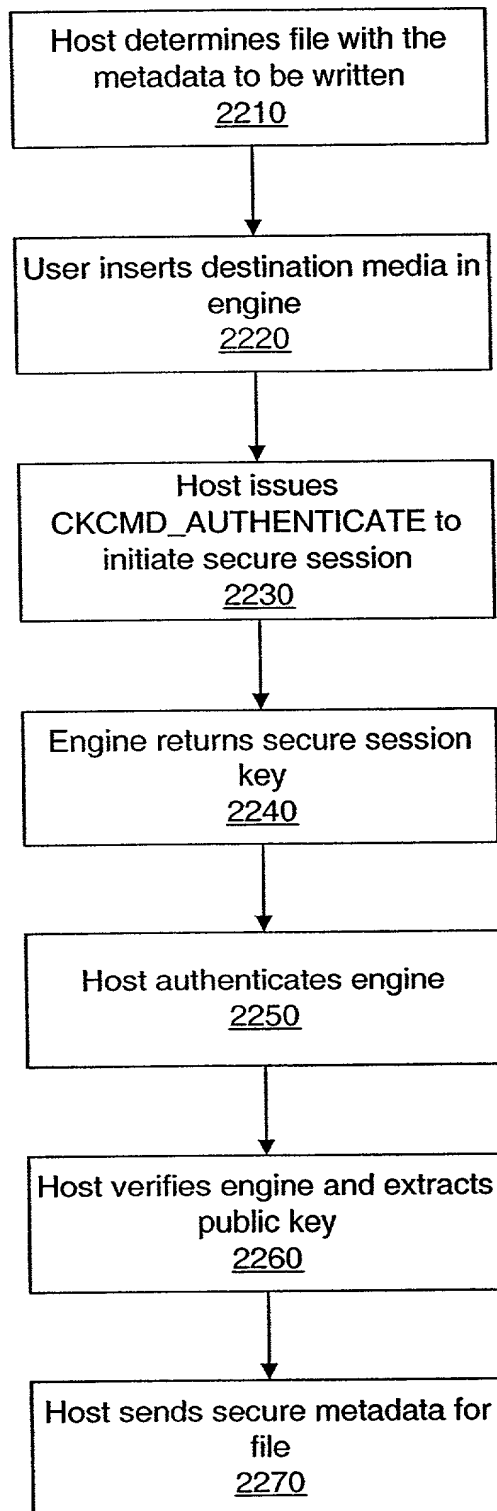 Host determines file with the
metadata to be written
2210
User inserts destination media in
engine
2220
Host issues
CKCMD_AUTHENTICATE to
initiate secure session
2230
Engine returns secure session
key
2240
Host authenticates engine
2250
Host verifies engine and extracts
public key
2260
Host sends secure metadata for
file
2270